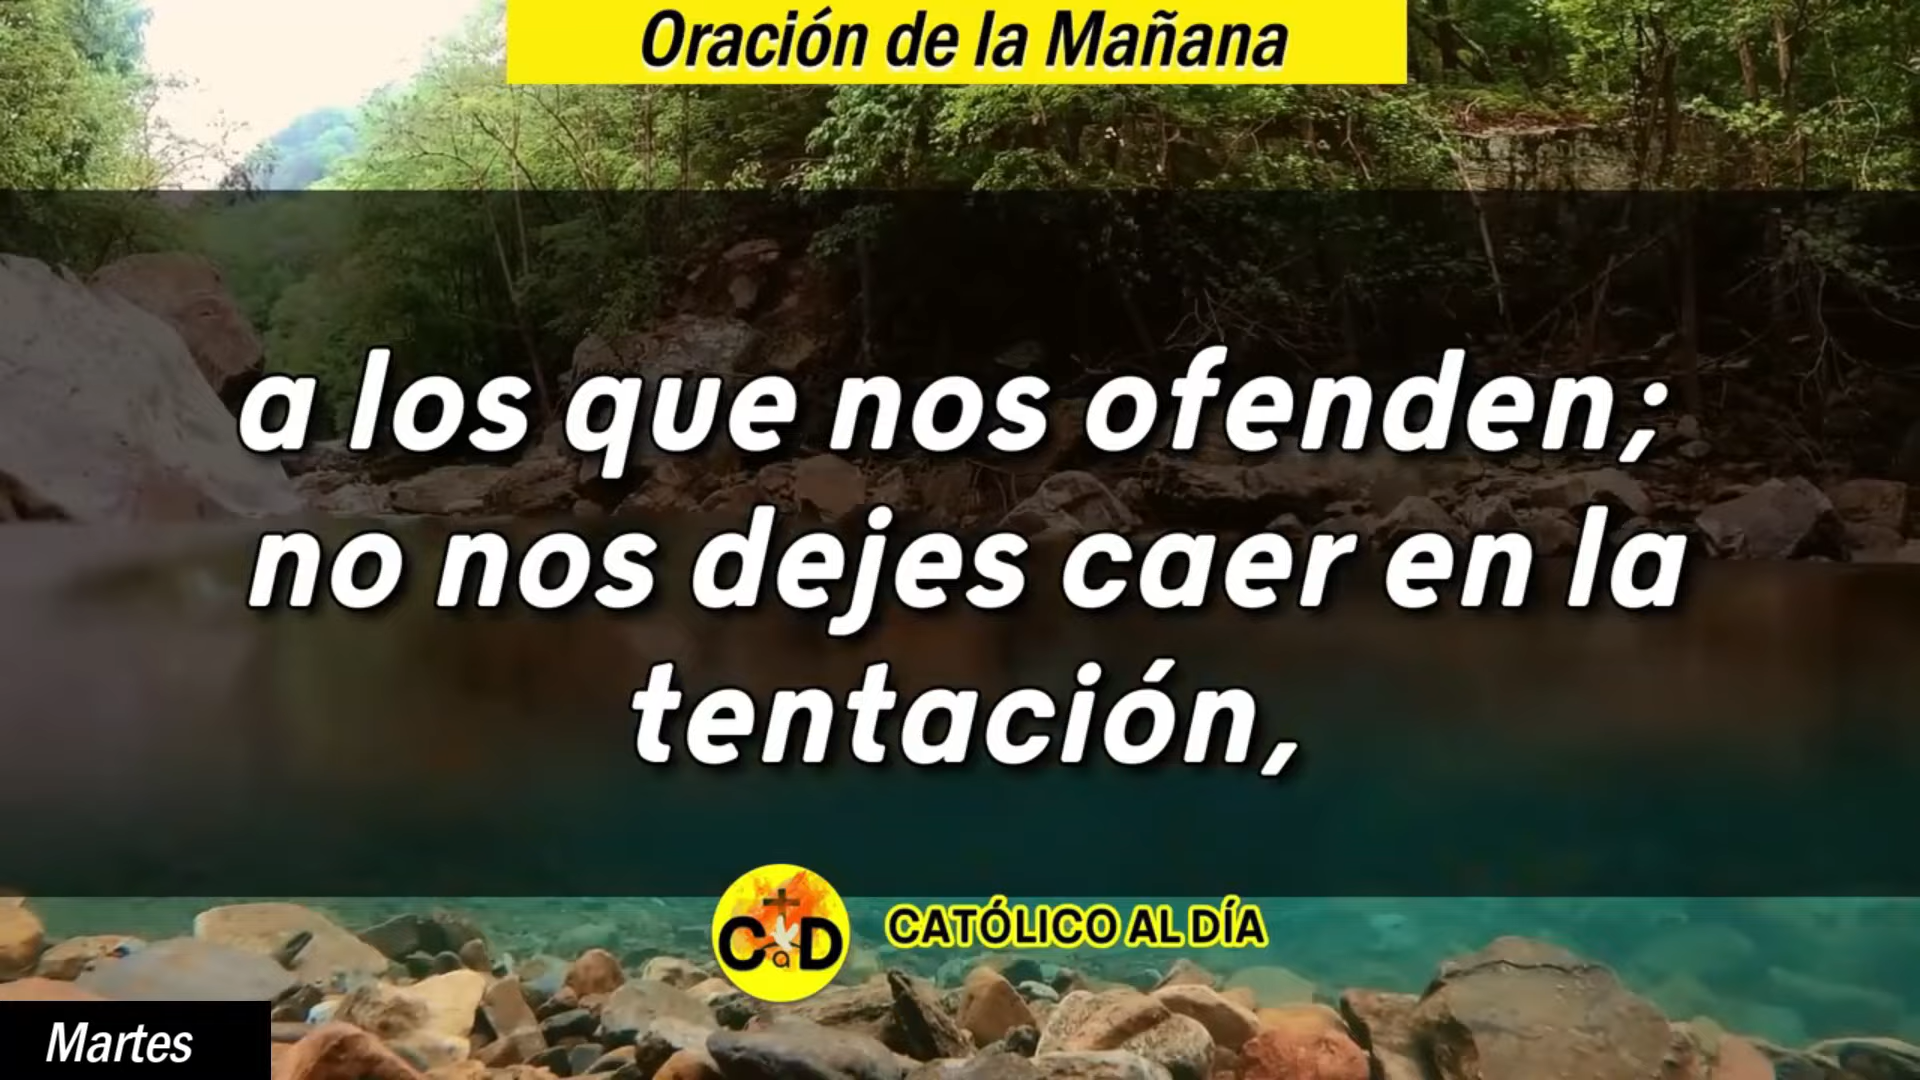 Oración de la Mañana
a los que nos ofenden;
no nos dejes caer en la
tentación,
CaD
CATÓLICO AL DÍA
Martes